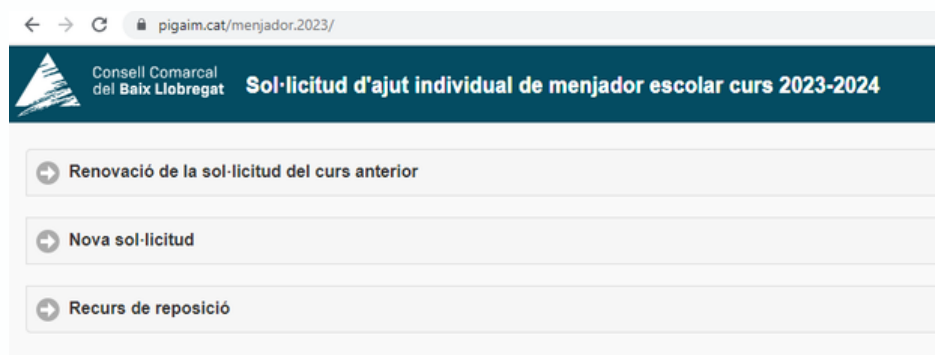 pigaim.cat/menjador.2023/
Consell Comarcal
del Baix Llobregat
Sol·licitud d'ajut individual de menjador escolar curs 2023-2024
Renovació de la sol·licitud del curs anterior
Nova sol·licitud
Recurs de reposició